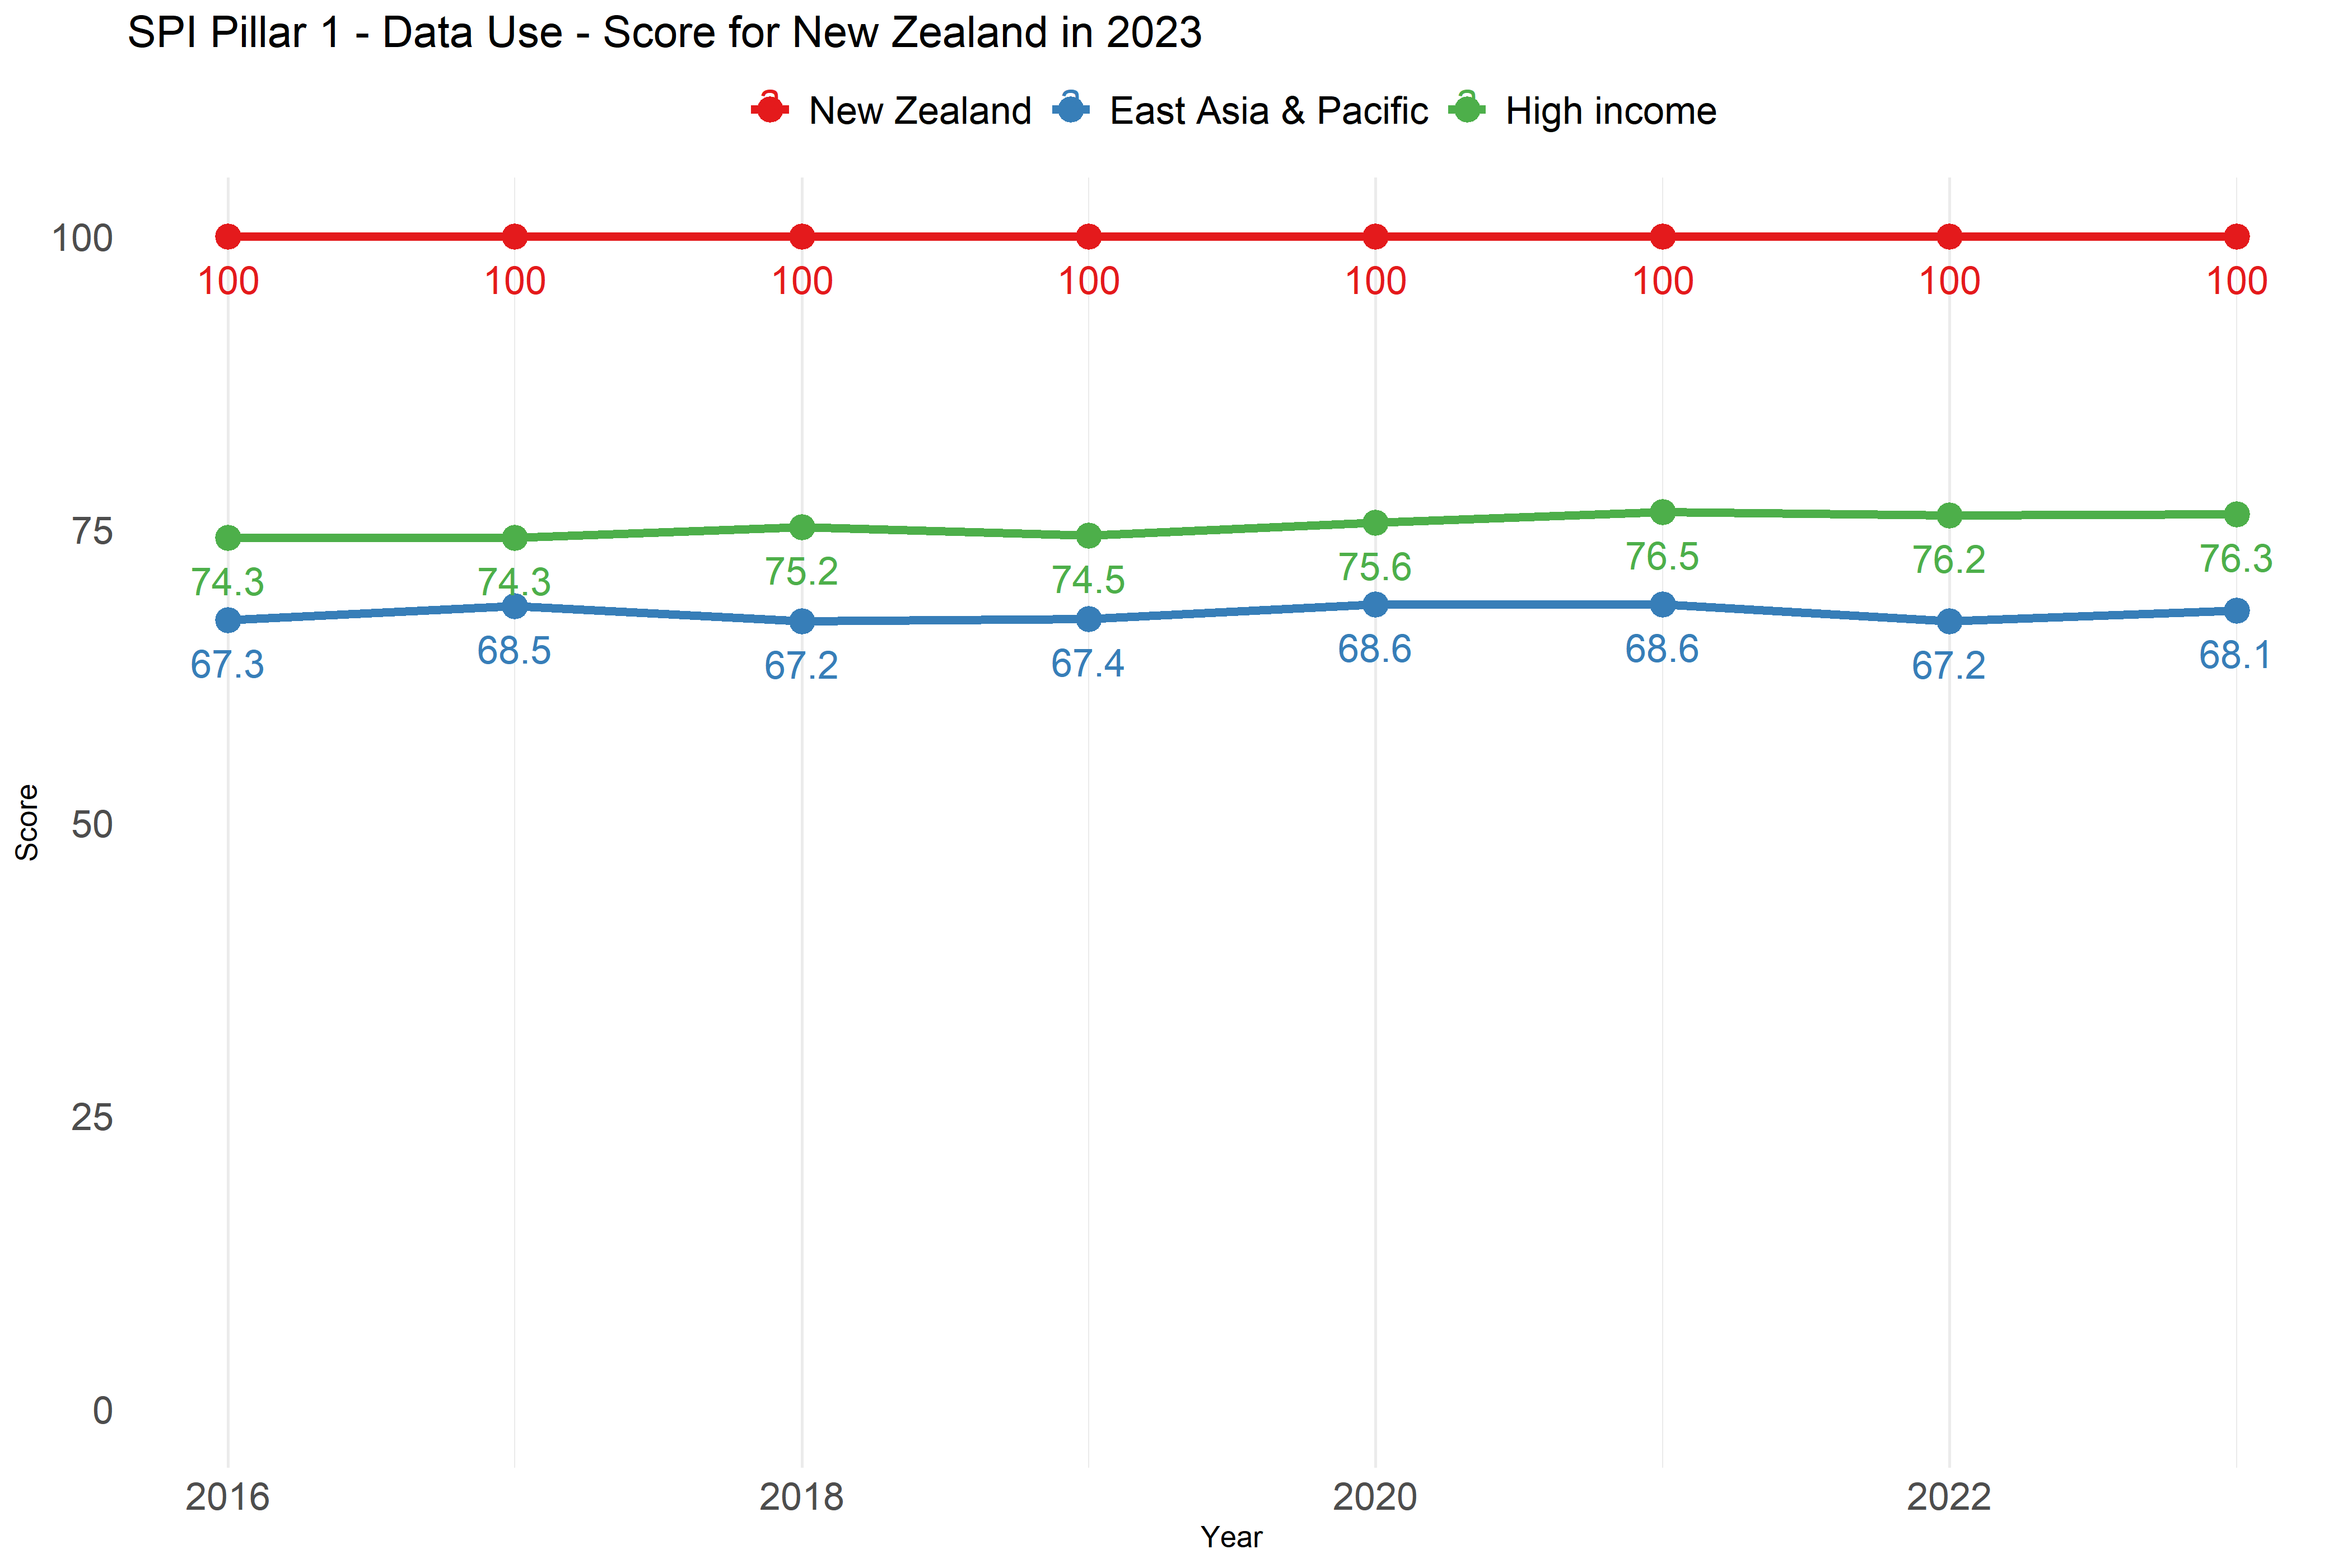 SPI Pillar 1 - Data Use - Score for New Zealand in 2023
New Zealand East Asia & Pacific High income
100
100 100 100 100 100 100 100 100
75
74.3 74.3 75.2 74.5 75.6 76.5 76.2 76.3
67.3 68.5 67.2 67.4 68.6 68.6 67.2 68.1
Score
50
25
0
2016 2018 2020 2022
Year